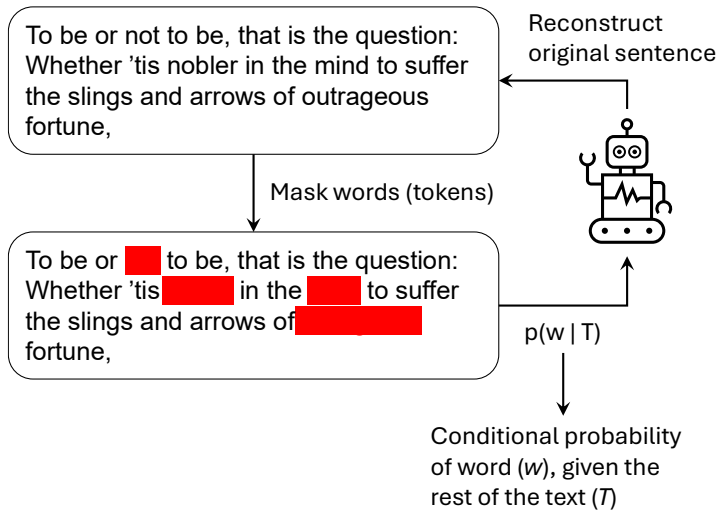 To be or not to be, that is the question:
Whether ’tis nobler in the mind to suffer
the slings and arrows of outrageous
fortune,
Reconstruct
original sentence
Mask words (tokens)
To be or to be, that is the question:
Whether ’tis in the to suffer
the slings and arrows of
fortune,
p(w | T)
Conditional probability
of word (w), given the
rest of the text (T)